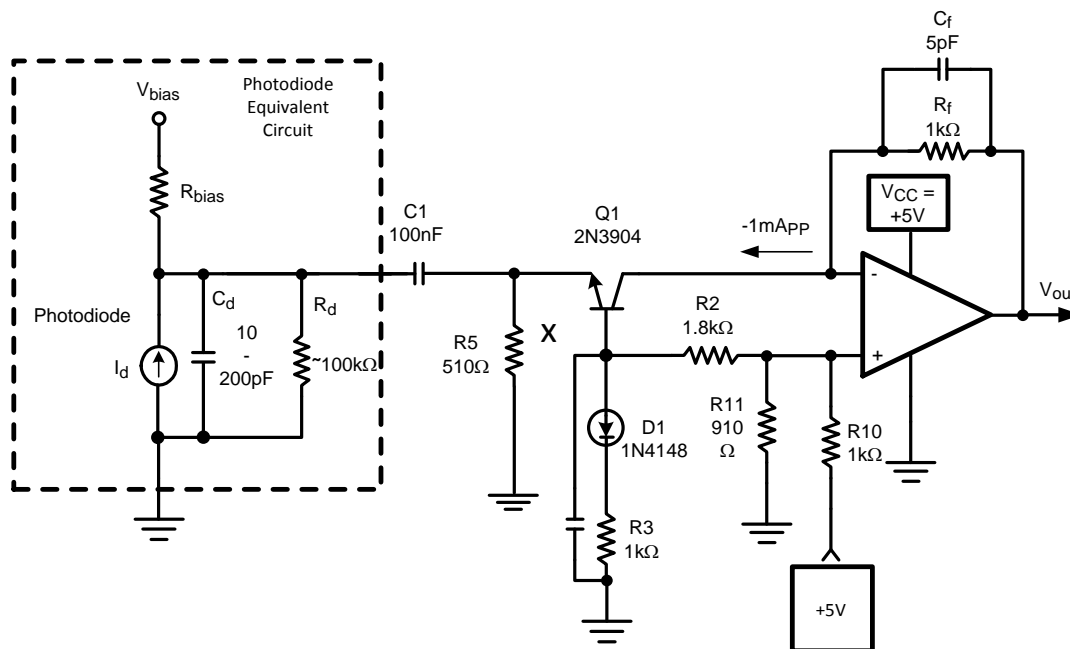 Photodiode
Equivalent
Circuit
Vbias
Rbias
Photodiode
Id
Cd
10
-
200pF
Rd
~100kΩ
C1
100nF
R5
510Ω
X
Q1
2N3904
-1mAPP
R2
1.8kΩ
D1
1N4148
R3
1kΩ
R11
910
Ω
R10
1kΩ
+5V
Cf
5pF
Rf
1kΩ
VCC =
+5V
-
+
Vou